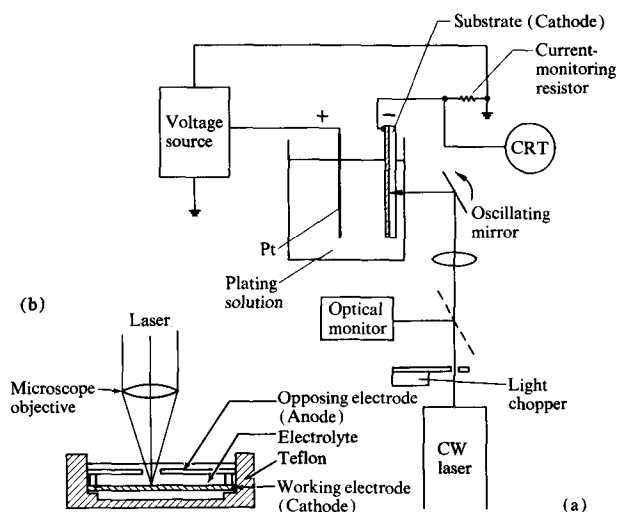 Substrate (Cathode)
Current-
monitoring
resistor
Voltage
source
+
−
CRT
Oscillating
mirror
Pt
Plating
solution
Optical
monitor
Light
chopper
CW
laser
(a)
(b)
Laser
Microscope
objective
Opposing electrode
(Anode)
Electrolyte
Teflon
Working electrode
(Cathode)